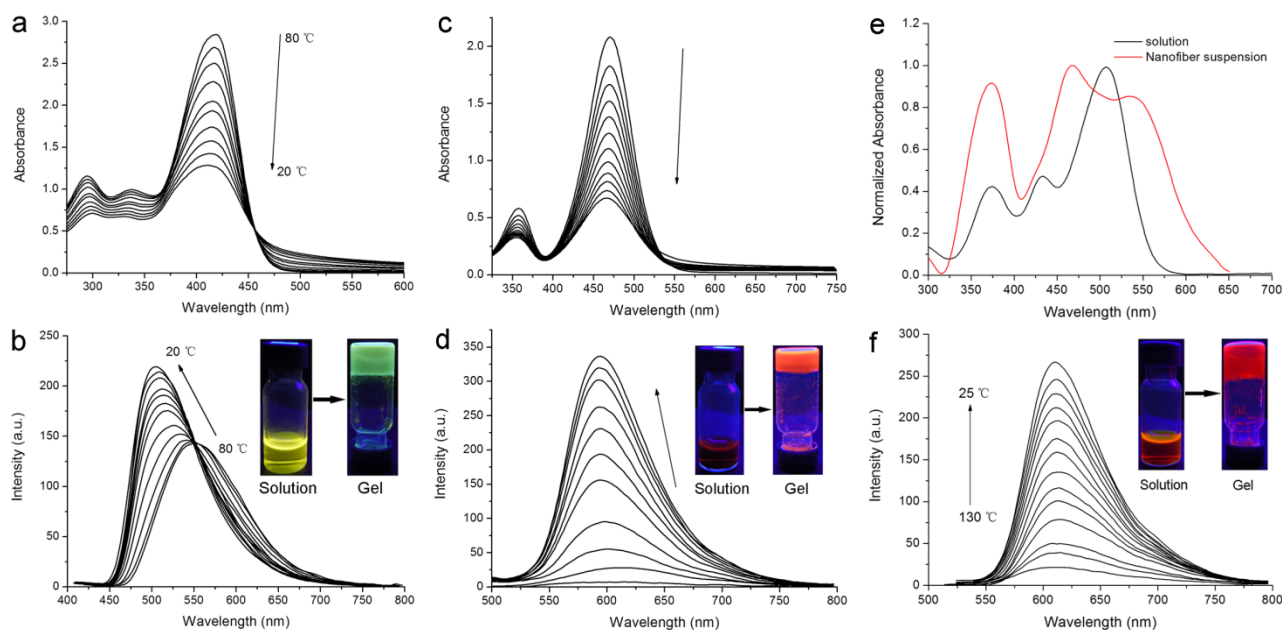 a
80 ℃
20 ℃
3.0
2.5
2.0
1.5
1.0
0.5
0.0
Absorbance
300 350 400 450 500 550 600
Wavelength (nm)
c
2.0
1.5
1.0
0.5
0.0
Absorbance
350 400 450 500 550 600 650 700 750
Wavelength (nm)
e
solution
Nanofiber suspension
1.2
1.0
0.8
0.6
0.4
0.2
0.0
Normalized Absorbance
300 350 400 450 500 550 600 650 700
Wavelength (nm)
b
20 ℃
80 ℃
Solution Gel
250
200
150
100
50
0
Intensity (a.u.)
400 450 500 550 600 650 700 750 800
Wavelength (nm)
d
Solution Gel
350
300
250
200
150
100
50
0
Intensity (a.u.)
500 550 600 650 700 750 800
Wavelength (nm)
f
25 ℃
130 ℃
Solution Gel
300
250
200
150
100
50
0
Intensity (a.u.)
500 550 600 650 700 750 800
Wavelength (nm)